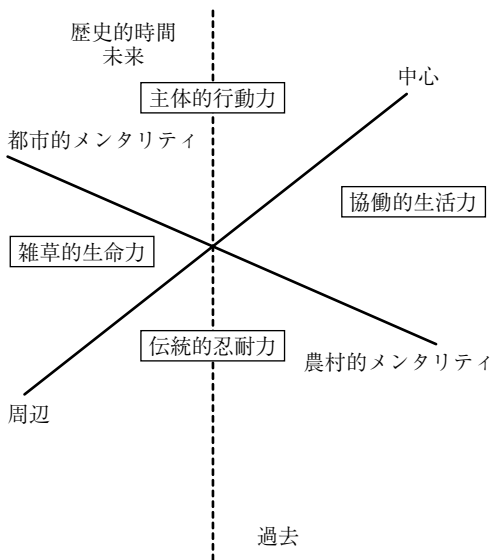 歴史的時間
未来
中心
主体的行動力
都市的メンタリティ
協働的生活力
雑草的生命力
伝統的忍耐力
農村的メンタリティ
周辺
過去